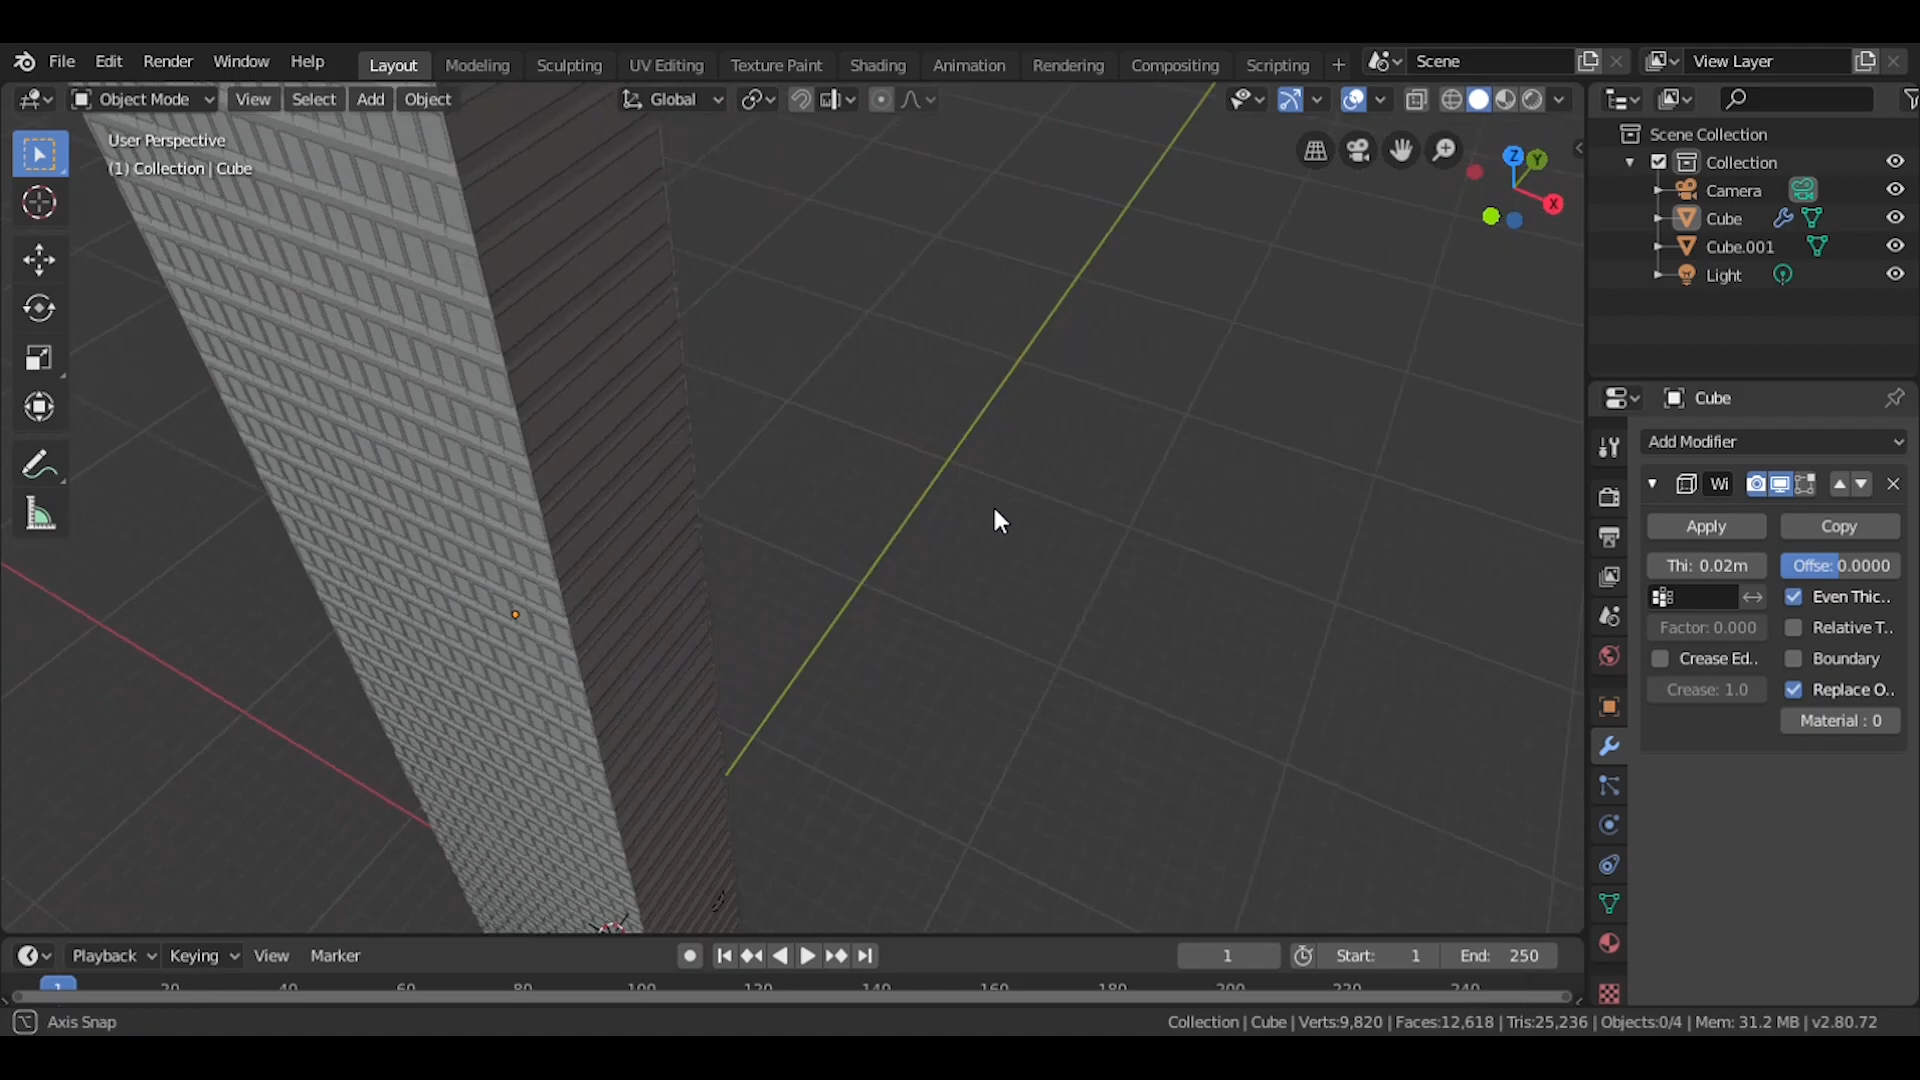 File Edit Render Window Help Layout Modeling Sculpting UV Editing Texture Paint Shading Animation Rendering Compositing Scripting + Scene View Layer
Object Mode View Select Add Object Global
User Perspective
(1) Collection | Cube
Z Y X
Scene Collection
Collection
Camera
Cube
Cube.001
Light
Cube
Add Modifier
Wi
Apply Copy
Thi: 0.02m Offse: 0.0000
Even Thic..
Factor: 0.000 Relative T..
Crease Ed.. Boundary
Crease: 1.0 Replace O..
Material : 0
Playback Keying View Marker 1 Start: 1 End: 250
1 20 40 60 80 100 120 140 160 180 200 220 240
Axis Snap Collection | Cube | Verts:9,820 | Faces:12,618 | Tris:25,236 | Objects:0/4 | Mem: 31.2 MB | v2.80.72